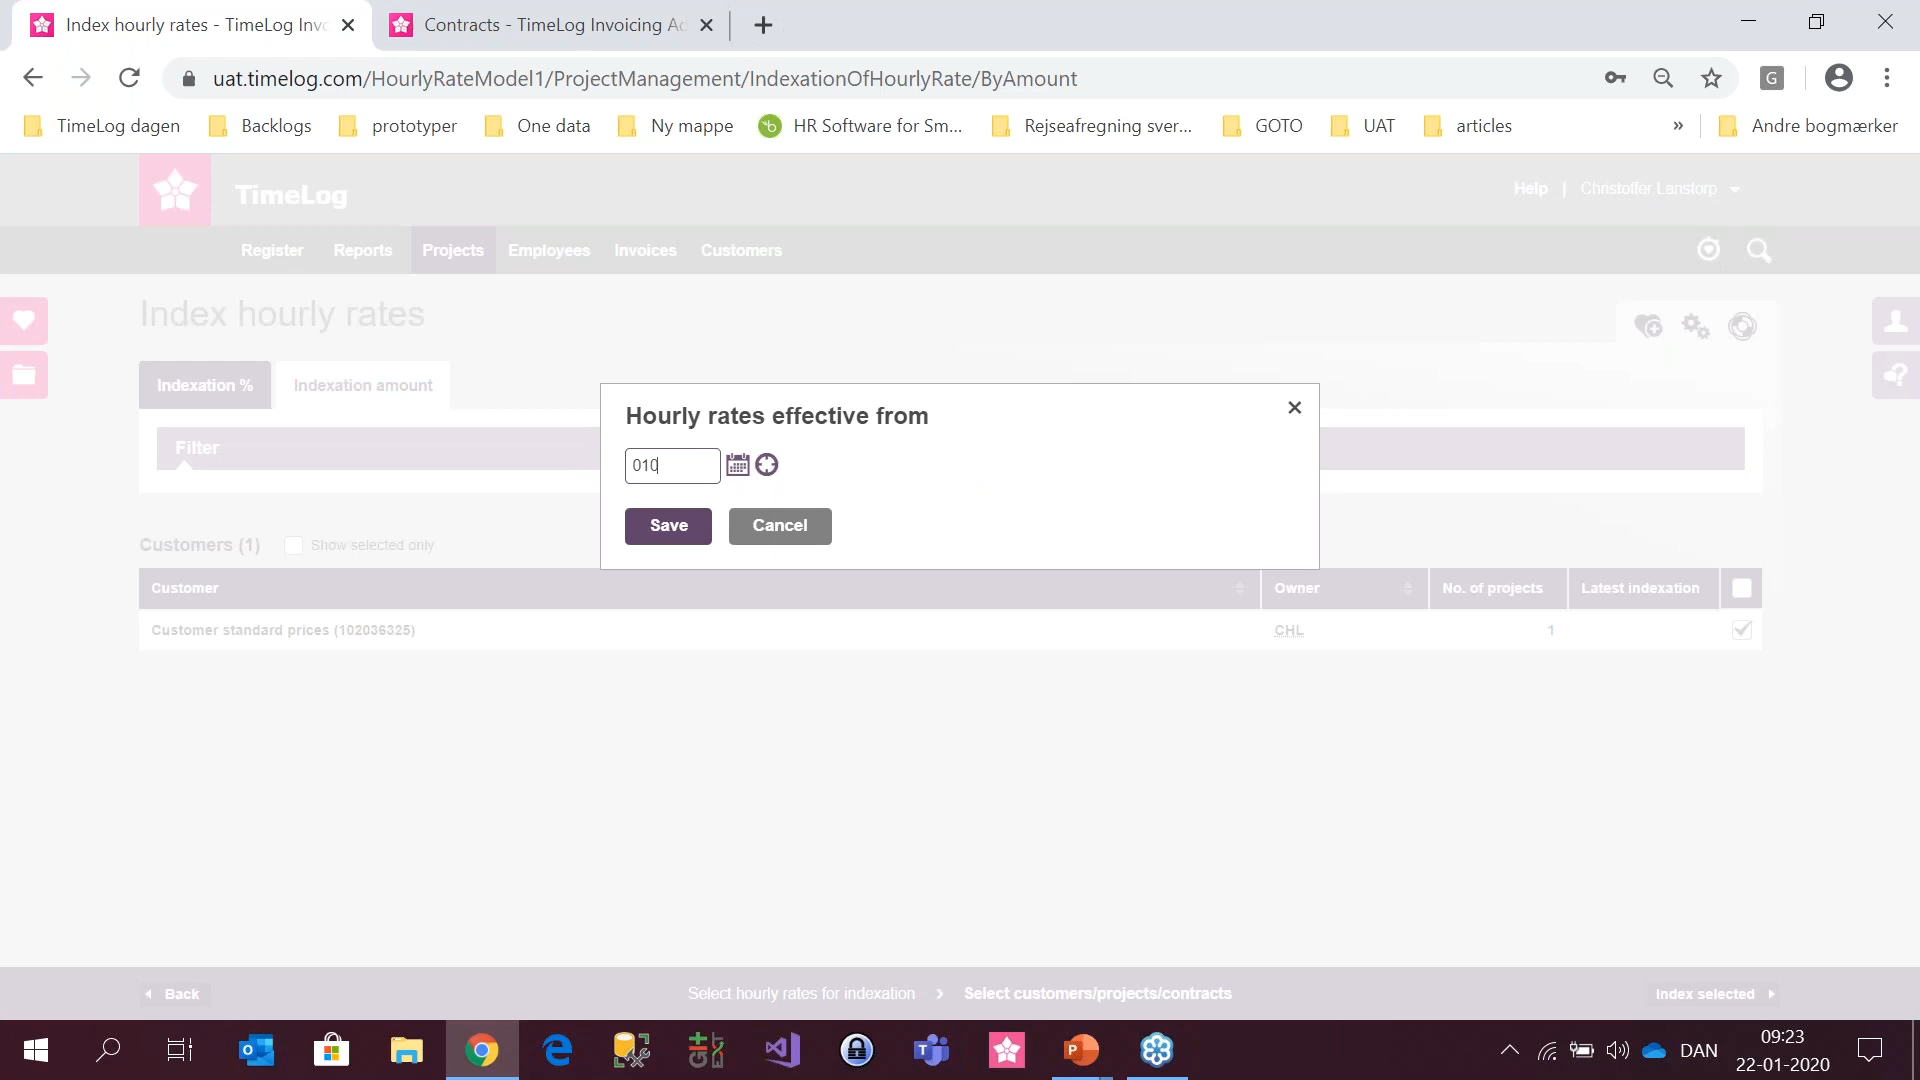 Index hourly rates - TimeLog Invo
Contracts - TimeLog Invoicing Ad
uat.timelog.com/HourlyRateModel1/ProjectManagement/IndexationOfHourlyRate/ByAmount
G
TimeLog dagen
Backlogs
prototyper
One data
Ny mappe
HR Software for Sm...
Rejseafregning sver...
GOTO
UAT
articles
»
Andre bogmærker
TimeLog
Help | Christoffer Lanstorp
Register
Reports
Projects
Employees
Invoices
Customers
Index hourly rates
Indexation %
Indexation amount
Filter
Hourly rates effective from
010
Save
Cancel
Customers (1)
Show selected only
Customer
Owner
No. of projects
Latest indexation
Customer standard prices (102036325)
CHL
1
Back
Select hourly rates for indexation
Select customers/projects/contracts
Index selected
DAN
09:23
22-01-2020